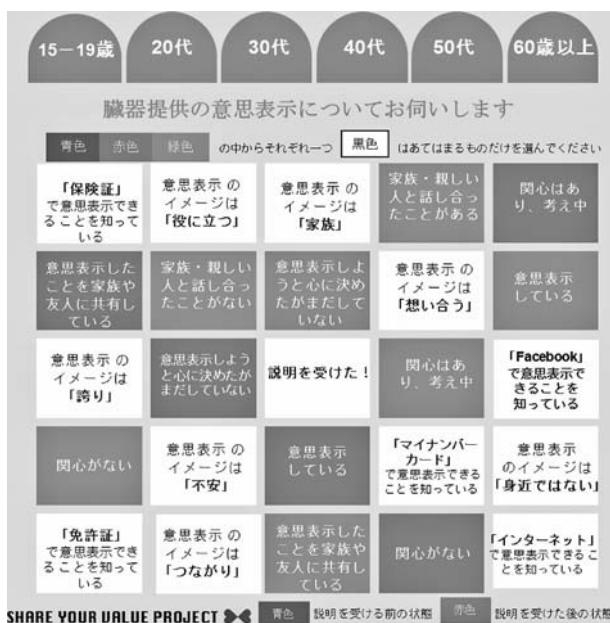 15－19歳 20代 30代 40代 50代 60歳以上
臓器提供の意思表示についてお伺いします
青色 赤色 緑色 の中からそれぞれ一つ 黒色 はあてはまるものだけを選んでください
「保険証」
で意思表示でき
ることを知って
いる
意思表示 の
イメージは
「役に立つ」
意思表示 の
イメージは
「家族」
家族・親しい
人と話し合っ
たことがある
関心はあ
り、考え中
意思表示した
ことを家族や
友人に共有し
ている
家族・親しい
人と話し合っ
たことがない
意思表示しよ
うと心に決め
たがまだして
いない
意思表示 の
イメージは
「想い合う」
意思表示
している
意思表示 の
イメージは
「誇り」
意思表示しよう
と心に決めたが
まだしていない
説明を受けた！
関心はあ
り、考え中
「Facebook」
で意思表示で
きることを
知っている
関心がない
意思表示 の
イメージは
「不安」
意思表示
している
「マイナンバー
カード」
で意思表示できる
ことを知っている
意思表示
のイメージは
「身近ではない」
「免許証」
で意思表示でき
ることを知って
いる
意思表示 の
イメージは
「つながり」
意思表示した
ことを家族や
友人に共有し
ている
関心がない
「インターネット」
で意思表示できるこ
とを知っている
SHARE YOUR VALUE PROJECT 青色 説明を受ける前の状態 赤色 説明を受けた後の状態